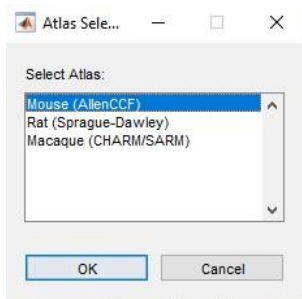 Atlas Sele...
Select Atlas:
Mouse (AllenCCF)
Rat (Sprague-Dawley)
Macaque (CHARM/SARM)
OK
Cancel